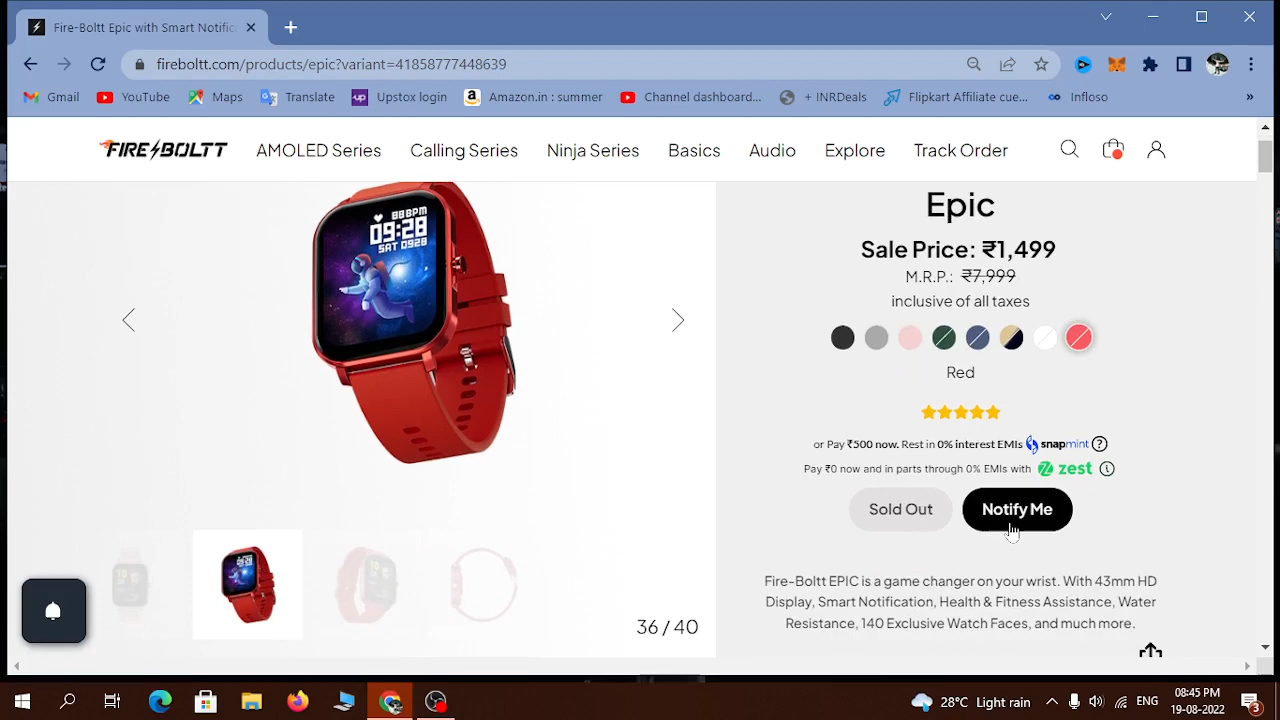 Fire-Boltt Epic with Smart Notific
fireboltt.com/products/epic?variant=41858777448639
Gmail YouTube Maps Translate Upstox login Amazon.in : summer Channel dashboard... + INRDeals Flipkart Affiliate cue... Infloso »
FIRE BOLTT AMOLED Series Calling Series Ninja Series Basics Audio Explore Track Order
88 BPM
09:28
SAT 0928
Epic
Sale Price: ₹1,499
M.R.P.: ₹7,999
inclusive of all taxes
Red
or Pay ₹500 now. Rest in 0% interest EMIs snapmint ?
Pay ₹0 now and in parts through 0% EMIs with zest
Sold Out Notify Me
Fire-Boltt EPIC is a game changer on your wrist. With 43mm HD
Display, Smart Notification, Health & Fitness Assistance, Water
Resistance, 140 Exclusive Watch Faces, and much more.
36 / 40
28°C Light rain ENG 08:45 PM
19-08-2022 3